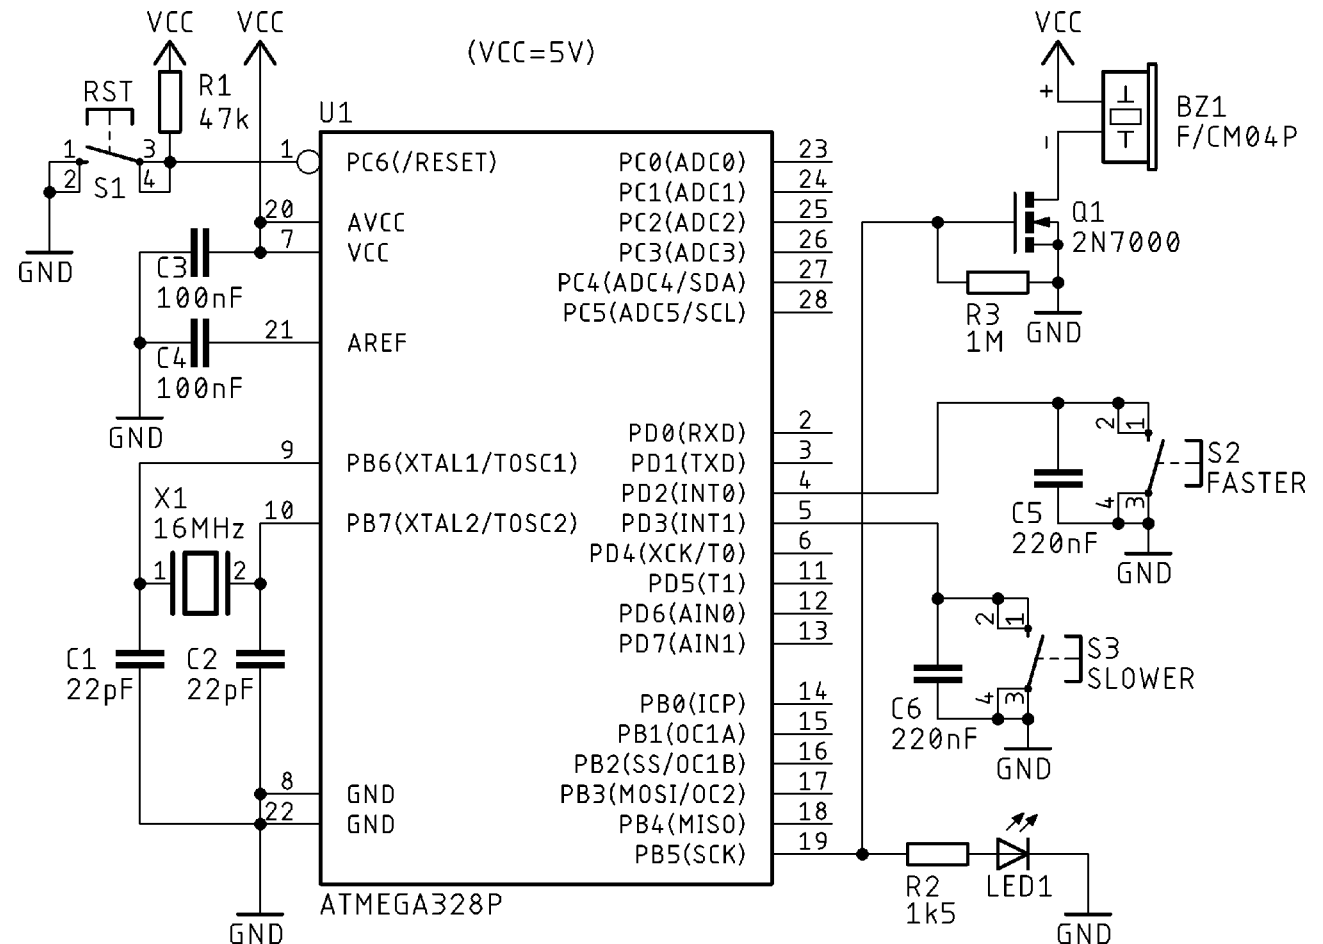 VCC VCC
(VCC=5V)
VCC
RST
R1
47k
S1
1
2
3
4
GND
U1
1 PC6(/RESET)
20 AVCC
7 VCC
C3
100nF
21 AREF
C4
100nF
GND
9 PB6(XTAL1/TOSC1)
X1
16MHz
10 PB7(XTAL2/TOSC2)
1 2
C1
22pF
C2
22pF
8 GND
22 GND
GND
ATMEGA328P
PC0(ADC0) 23
PC1(ADC1) 24
PC2(ADC2) 25
PC3(ADC3) 26
PC4(ADC4/SDA) 27
PC5(ADC5/SCL) 28
PD0(RXD) 2
PD1(TXD) 3
PD2(INT0) 4
PD3(INT1) 5
PD4(XCK/T0) 6
PD5(T1) 11
PD6(AIN0) 12
PD7(AIN1) 13
PB0(ICP) 14
PB1(OC1A) 15
PB2(SS/OC1B) 16
PB3(MOSI/OC2) 17
PB4(MISO) 18
PB5(SCK) 19
+
-
BZ1
F/CM04P
Q1
2N7000
R3
1M
GND
2 1
S2
FASTER
4 3
C5
220nF
GND
2 1
S3
SLOWER
4 3
C6
220nF
GND
R2
1k5
LED1
GND